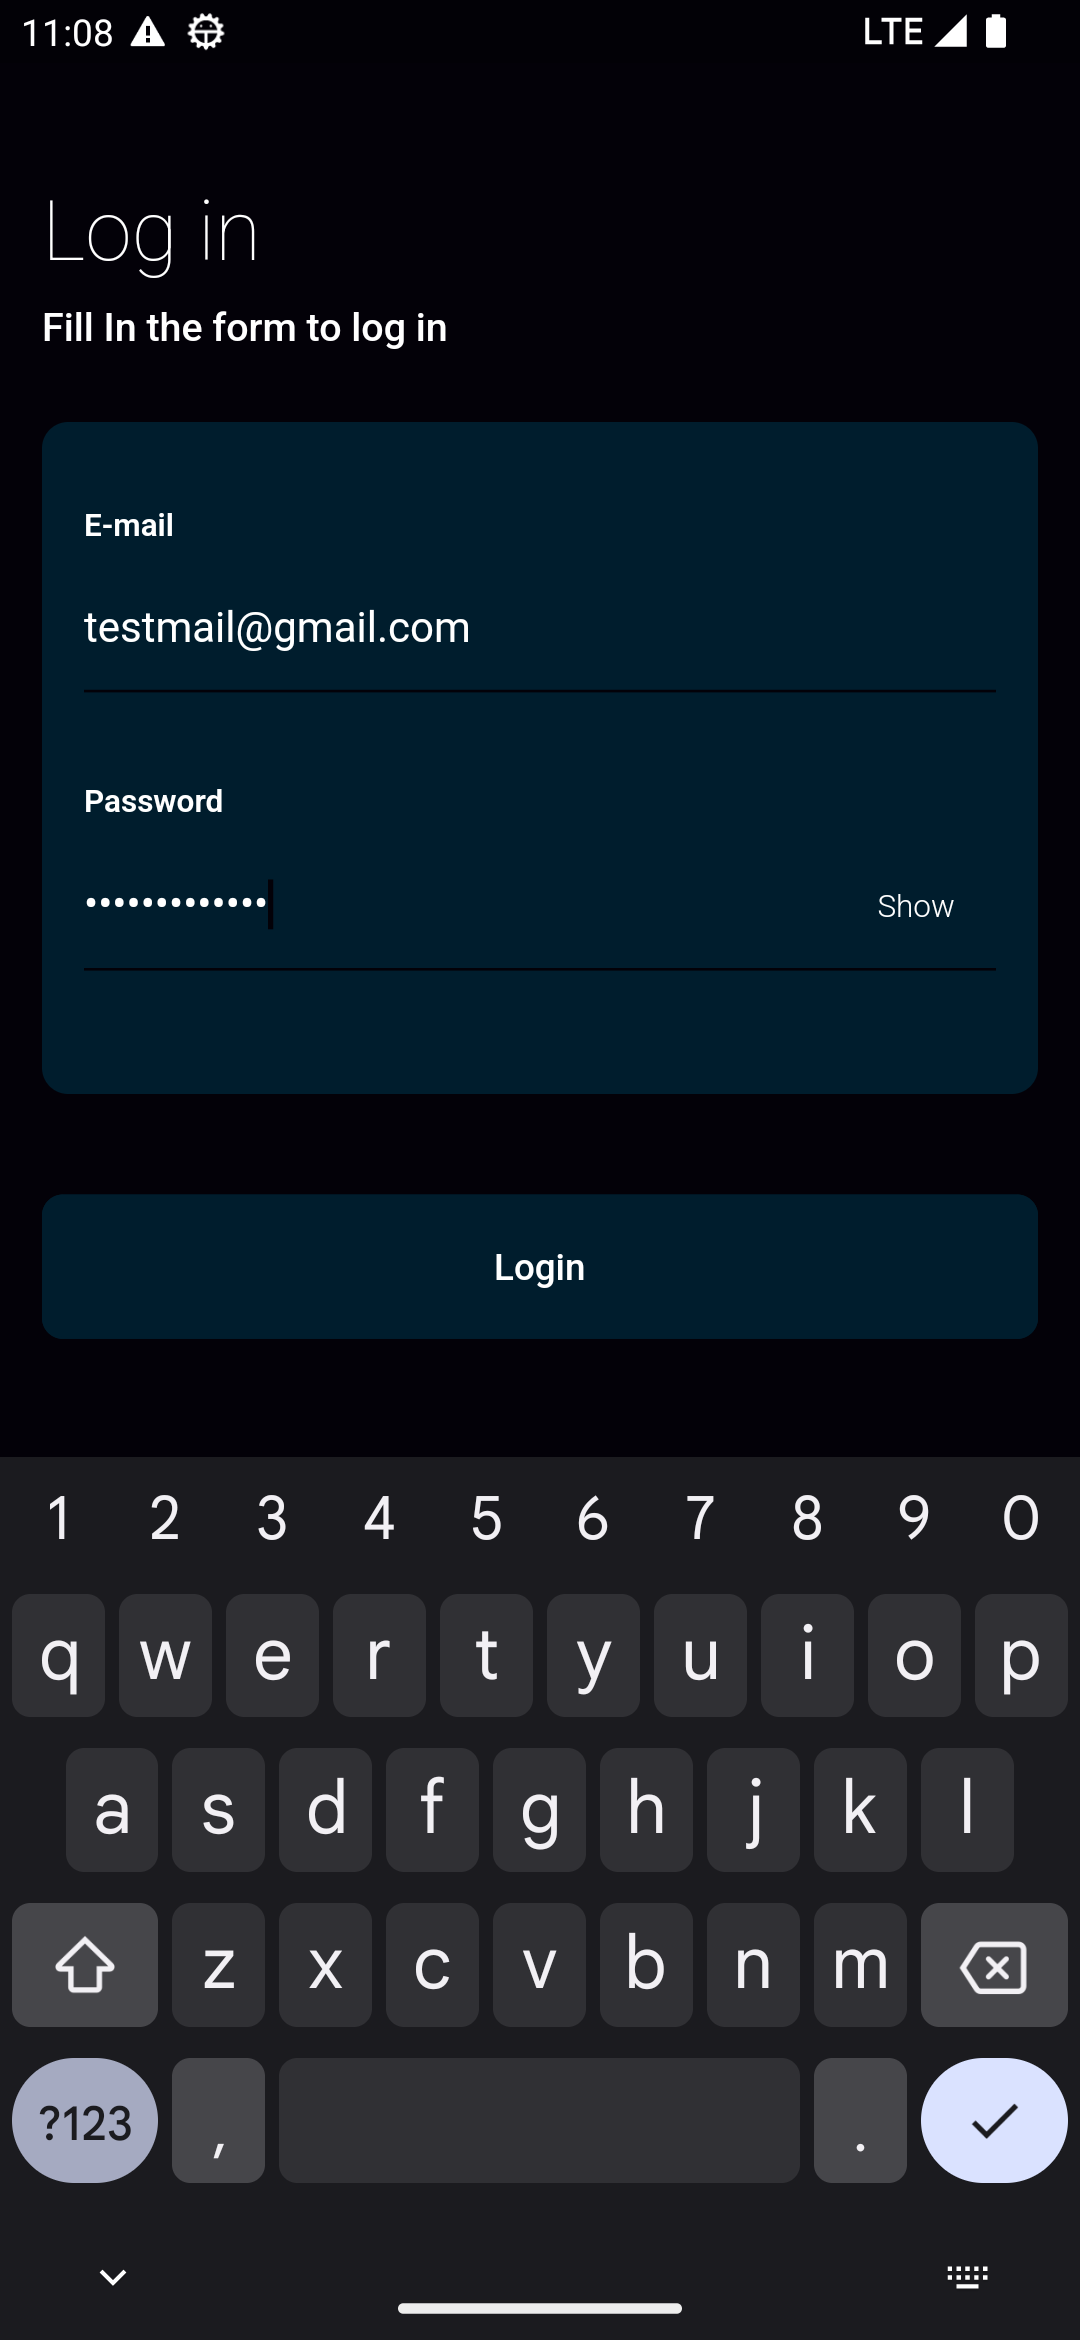 11:08
LTE
Log in
Fill In the form to log in
E-mail
testmail@gmail.com
Password
•••••••••••••
Show
Login
1 2 3 4 5 6 7 8 9 0
q w e r t y u i o p
a s d f g h j k l
z x c v b n m
?123 , .